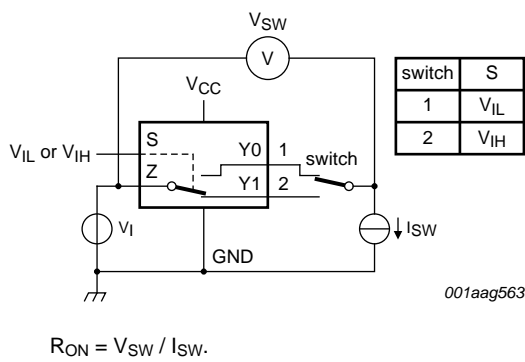 VSW
V
VCC
switch S
1 VIL
2 VIH
VIL or VIH
S
Z
Y0 1
Y1 2
switch
VI
ISW
GND
001aag563
RON = VSW / ISW.